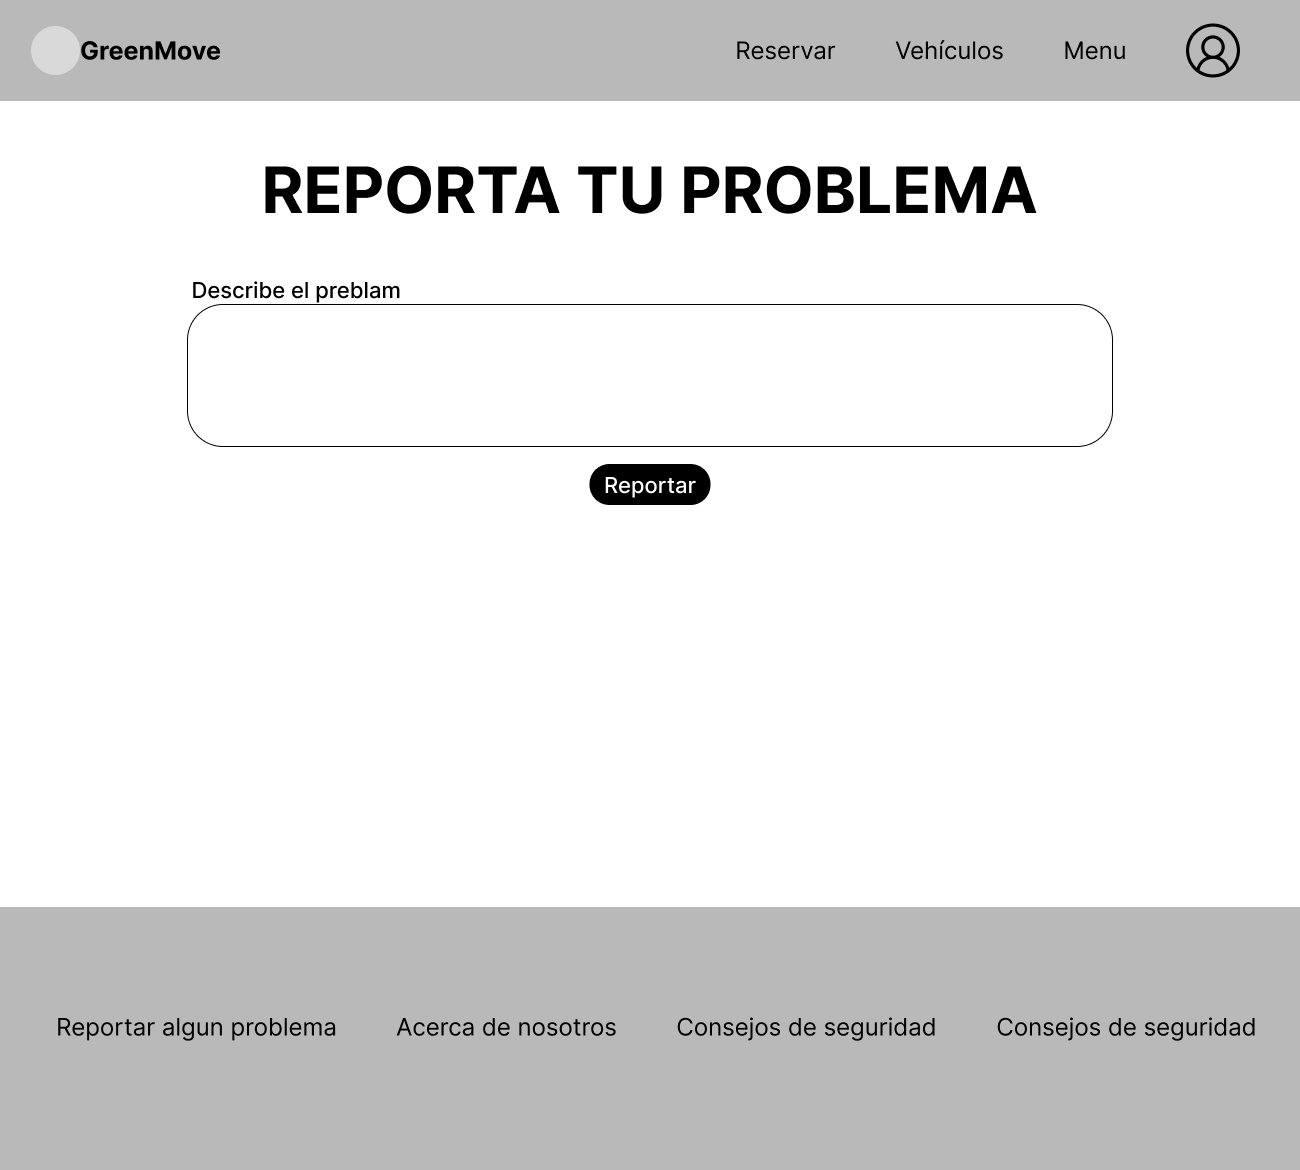 GreenMove
Reservar
Vehículos
Menu
REPORTA TU PROBLEMA
Describe el preblam
Reportar
Reportar algun problema
Acerca de nosotros
Consejos de seguridad
Consejos de seguridad